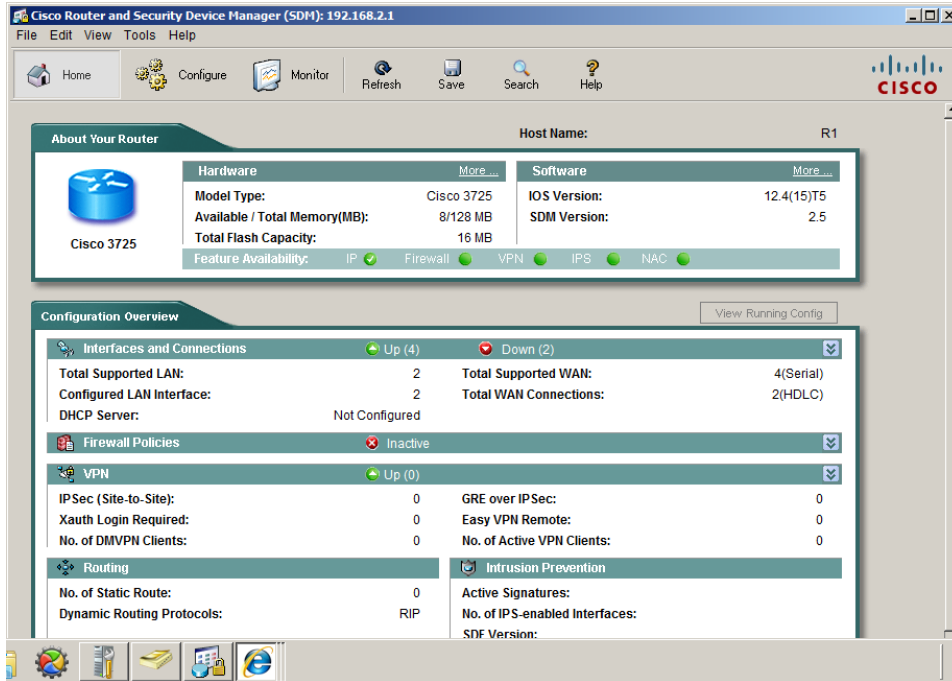 Cisco Router and Security Device Manager (SDM): 192.168.2.1
File Edit View Tools Help
Home Configure Monitor Refresh Save Search Help
CISCO
About Your Router
Host Name: R1
Cisco 3725
Hardware More ...
Model Type: Cisco 3725
Available / Total Memory(MB): 8/128 MB
Total Flash Capacity: 16 MB
Software More ...
IOS Version: 12.4(15)T5
SDM Version: 2.5
Feature Availability: IP Firewall VPN IPS NAC
Configuration Overview
View Running Config
Interfaces and Connections Up (4) Down (2)
Total Supported LAN: 2 Total Supported WAN: 4(Serial)
Configured LAN Interface: 2 Total WAN Connections: 2(HDLC)
DHCP Server: Not Configured
Firewall Policies Inactive
VPN Up (0)
IPSec (Site-to-Site): 0 GRE over IPSec: 0
Xauth Login Required: 0 Easy VPN Remote: 0
No. of DMVPN Clients: 0 No. of Active VPN Clients: 0
Routing
No. of Static Route: 0
Dynamic Routing Protocols: RIP
Intrusion Prevention
Active Signatures:
No. of IPS-enabled Interfaces:
SDF Version: